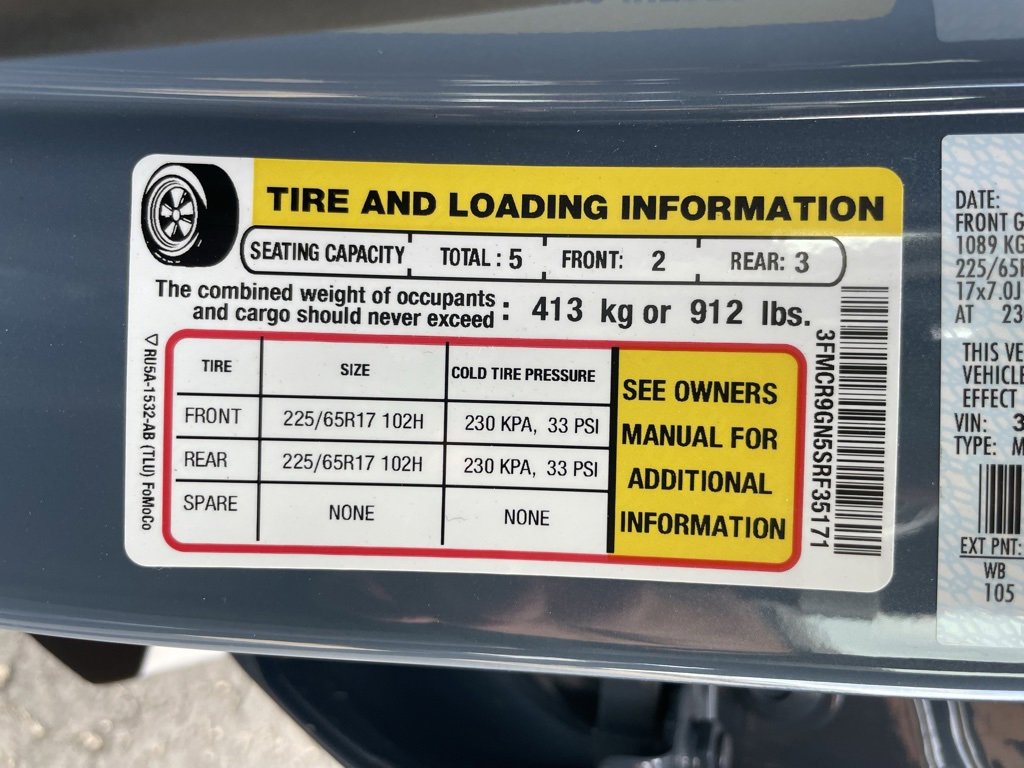 TIRE AND LOADING INFORMATION
SEATING CAPACITY TOTAL : 5 FRONT: 2 REAR: 3
The combined weight of occupants and cargo should never exceed : 413 kg or 912 lbs.
TIRE SIZE COLD TIRE PRESSURE
FRONT 225/65R17 102H 230 KPA, 33 PSI
REAR 225/65R17 102H 230 KPA, 33 PSI
SPARE NONE NONE
SEE OWNERS
MANUAL FOR
ADDITIONAL
INFORMATION
RU5A-1532-AB (TLU) FoMoCo
3FMCR9GN5SRF35171
DATE:
FRONT G
1089 KG
225/65R
17x7.0J
AT 23
THIS VE
VEHICLE
EFFECT
VIN: 3
TYPE: M
EXT PNT:
WB
105